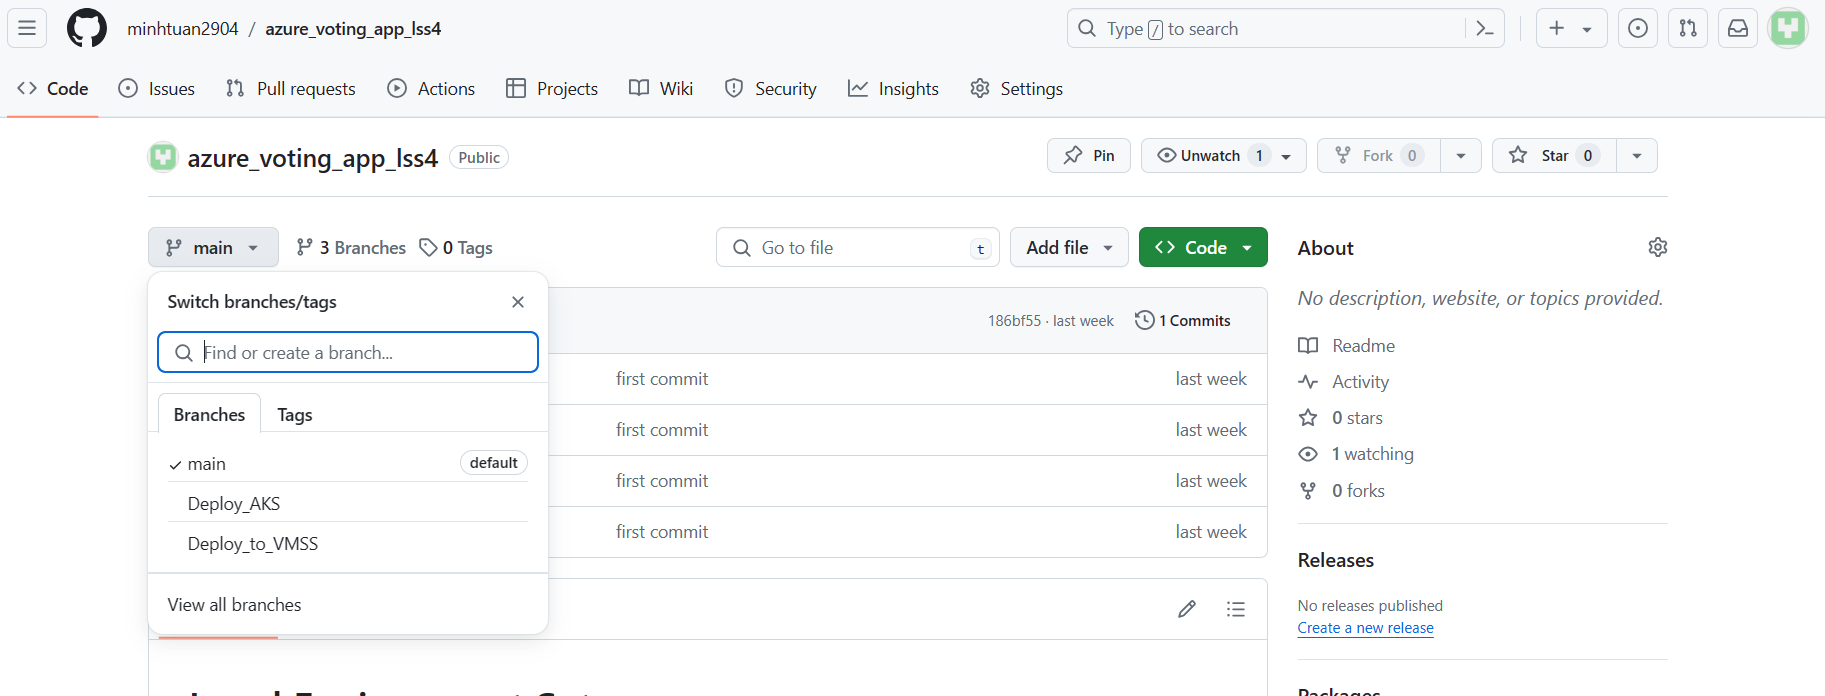 minhtuan2904 / azure_voting_app_lss4
Type / to search
Code Issues Pull requests Actions Projects Wiki Security Insights Settings
azure_voting_app_lss4 Public
Pin Unwatch 1 Fork 0 Star 0
main 3 Branches 0 Tags
Go to file t Add file Code
Switch branches/tags
Find or create a branch...
Branches Tags
main default
Deploy_AKS
Deploy_to_VMSS
View all branches
186bf55 · last week 1 Commits
first commit last week
first commit last week
first commit last week
first commit last week
About
No description, website, or topics provided.
Readme
Activity
0 stars
1 watching
0 forks
Releases
No releases published
Create a new release
Packages